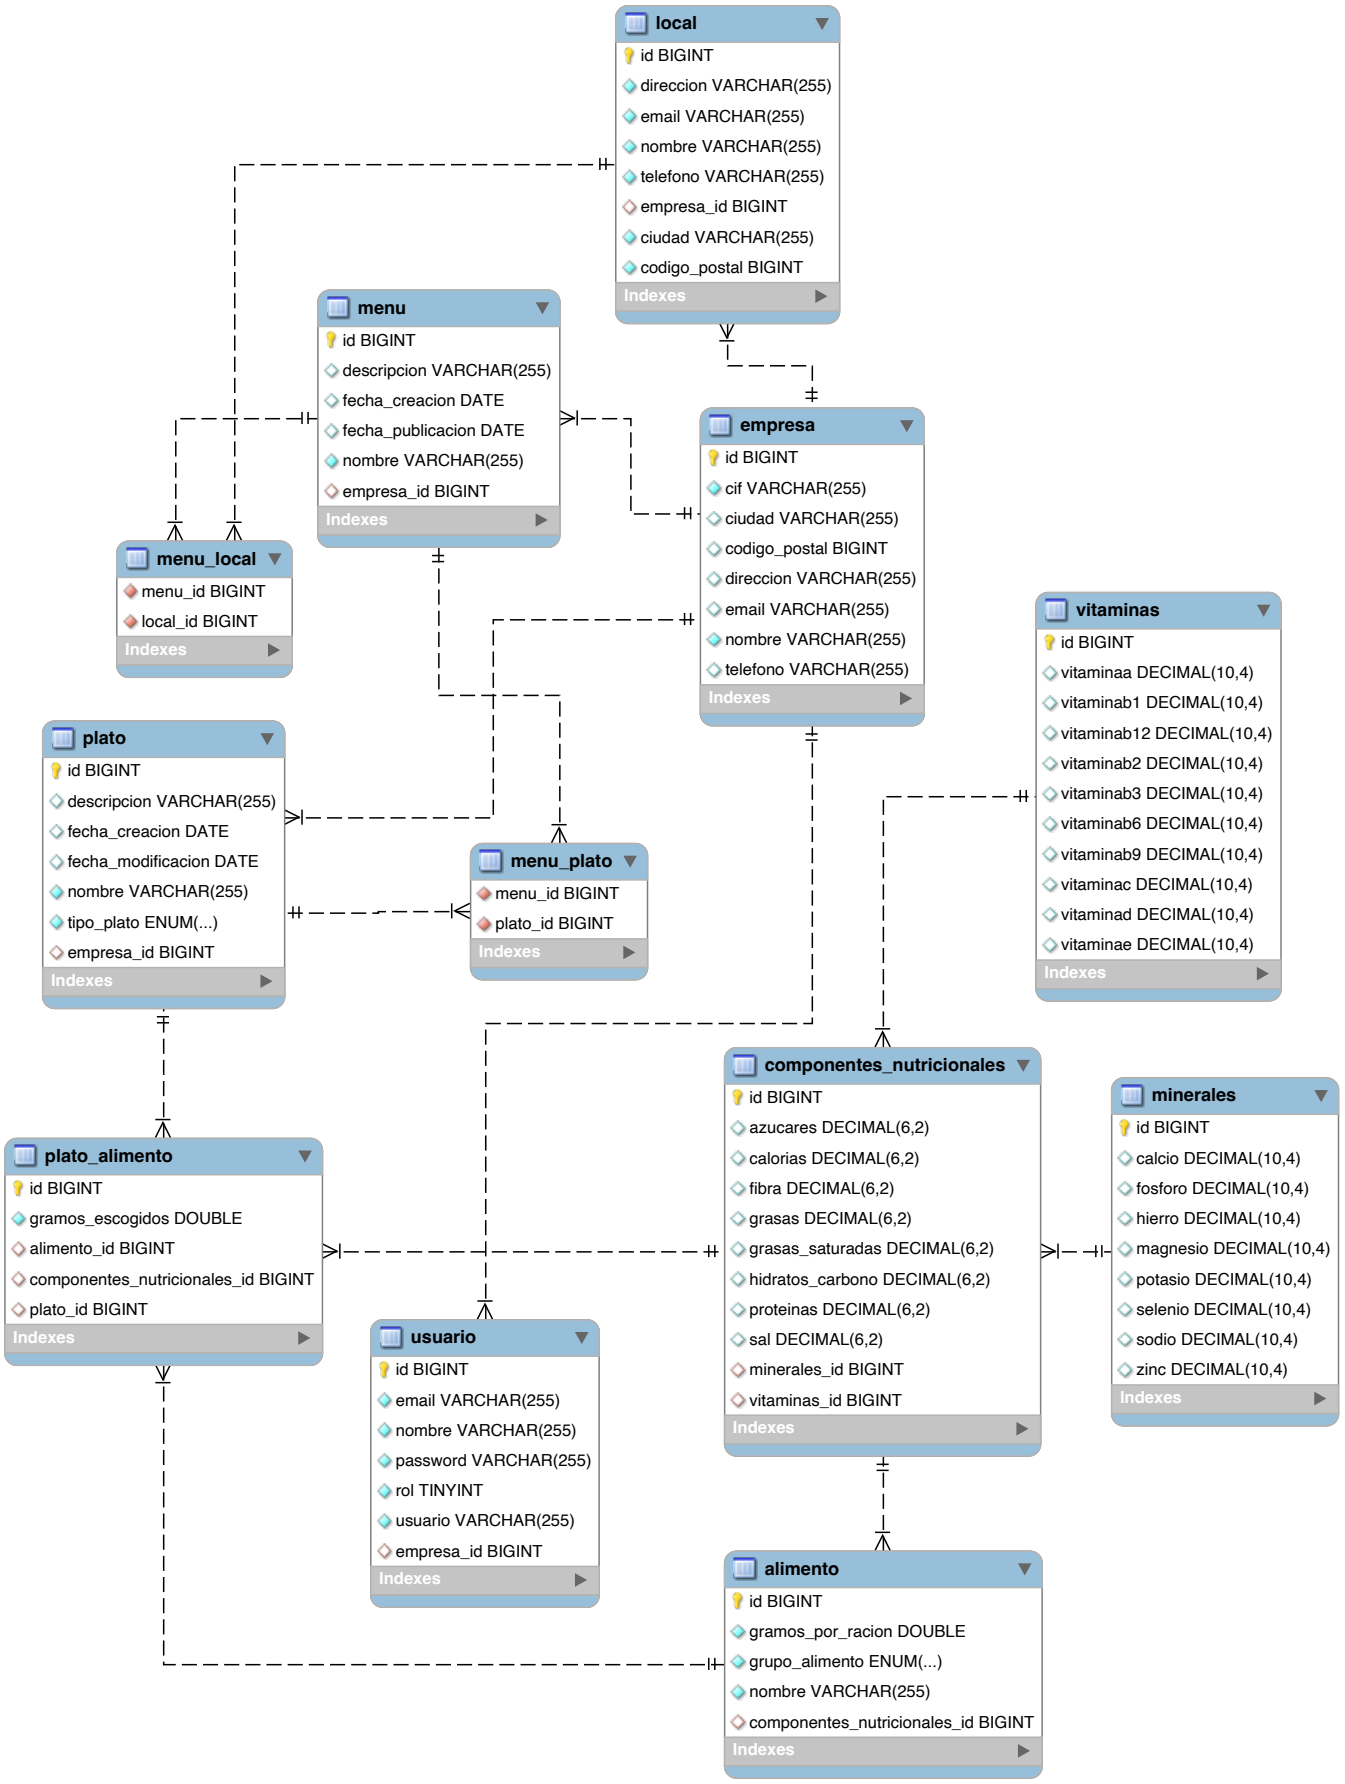 local
id BIGINT
direccion VARCHAR(255)
email VARCHAR(255)
nombre VARCHAR(255)
telefono VARCHAR(255)
empresa_id BIGINT
ciudad VARCHAR(255)
codigo_postal BIGINT
Indexes
menu
id BIGINT
descripcion VARCHAR(255)
fecha_creacion DATE
fecha_publicacion DATE
nombre VARCHAR(255)
empresa_id BIGINT
Indexes
empresa
id BIGINT
cif VARCHAR(255)
ciudad VARCHAR(255)
codigo_postal BIGINT
direccion VARCHAR(255)
email VARCHAR(255)
nombre VARCHAR(255)
telefono VARCHAR(255)
Indexes
menu_local
menu_id BIGINT
local_id BIGINT
Indexes
vitaminas
id BIGINT
vitaminaa DECIMAL(10,4)
vitaminab1 DECIMAL(10,4)
vitaminab12 DECIMAL(10,4)
vitaminab2 DECIMAL(10,4)
vitaminab3 DECIMAL(10,4)
vitaminab6 DECIMAL(10,4)
vitaminab9 DECIMAL(10,4)
vitaminac DECIMAL(10,4)
vitaminad DECIMAL(10,4)
vitaminae DECIMAL(10,4)
Indexes
plato
id BIGINT
descripcion VARCHAR(255)
fecha_creacion DATE
fecha_modificacion DATE
nombre VARCHAR(255)
tipo_plato ENUM(...)
empresa_id BIGINT
Indexes
menu_plato
menu_id BIGINT
plato_id BIGINT
Indexes
componentes_nutricionales
id BIGINT
azucares DECIMAL(6,2)
calorias DECIMAL(6,2)
fibra DECIMAL(6,2)
grasas DECIMAL(6,2)
grasas_saturadas DECIMAL(6,2)
hidratos_carbono DECIMAL(6,2)
proteinas DECIMAL(6,2)
sal DECIMAL(6,2)
minerales_id BIGINT
vitaminas_id BIGINT
Indexes
minerales
id BIGINT
calcio DECIMAL(10,4)
fosforo DECIMAL(10,4)
hierro DECIMAL(10,4)
magnesio DECIMAL(10,4)
potasio DECIMAL(10,4)
selenio DECIMAL(10,4)
sodio DECIMAL(10,4)
zinc DECIMAL(10,4)
Indexes
plato_alimento
id BIGINT
gramos_escogidos DOUBLE
alimento_id BIGINT
componentes_nutricionales_id BIGINT
plato_id BIGINT
Indexes
usuario
id BIGINT
email VARCHAR(255)
nombre VARCHAR(255)
password VARCHAR(255)
rol TINYINT
usuario VARCHAR(255)
empresa_id BIGINT
Indexes
alimento
id BIGINT
gramos_por_racion DOUBLE
grupo_alimento ENUM(...)
nombre VARCHAR(255)
componentes_nutricionales_id BIGINT
Indexes